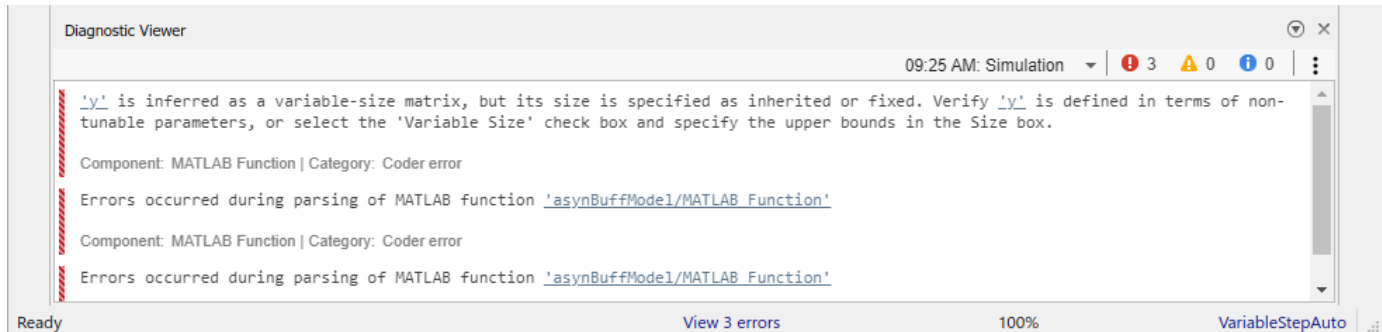 Diagnostic Viewer
09:25 AM: Simulation 3 0 0
'y' is inferred as a variable-size matrix, but its size is specified as inherited or fixed. Verify 'y' is defined in terms of non-
tunable parameters, or select the 'Variable Size' check box and specify the upper bounds in the Size box.
Component: MATLAB Function | Category: Coder error
Errors occurred during parsing of MATLAB function 'asynBuffModel/MATLAB Function'
Component: MATLAB Function | Category: Coder error
Errors occurred during parsing of MATLAB function 'asynBuffModel/MATLAB Function'
Ready View 3 errors 100% VariableStepAuto